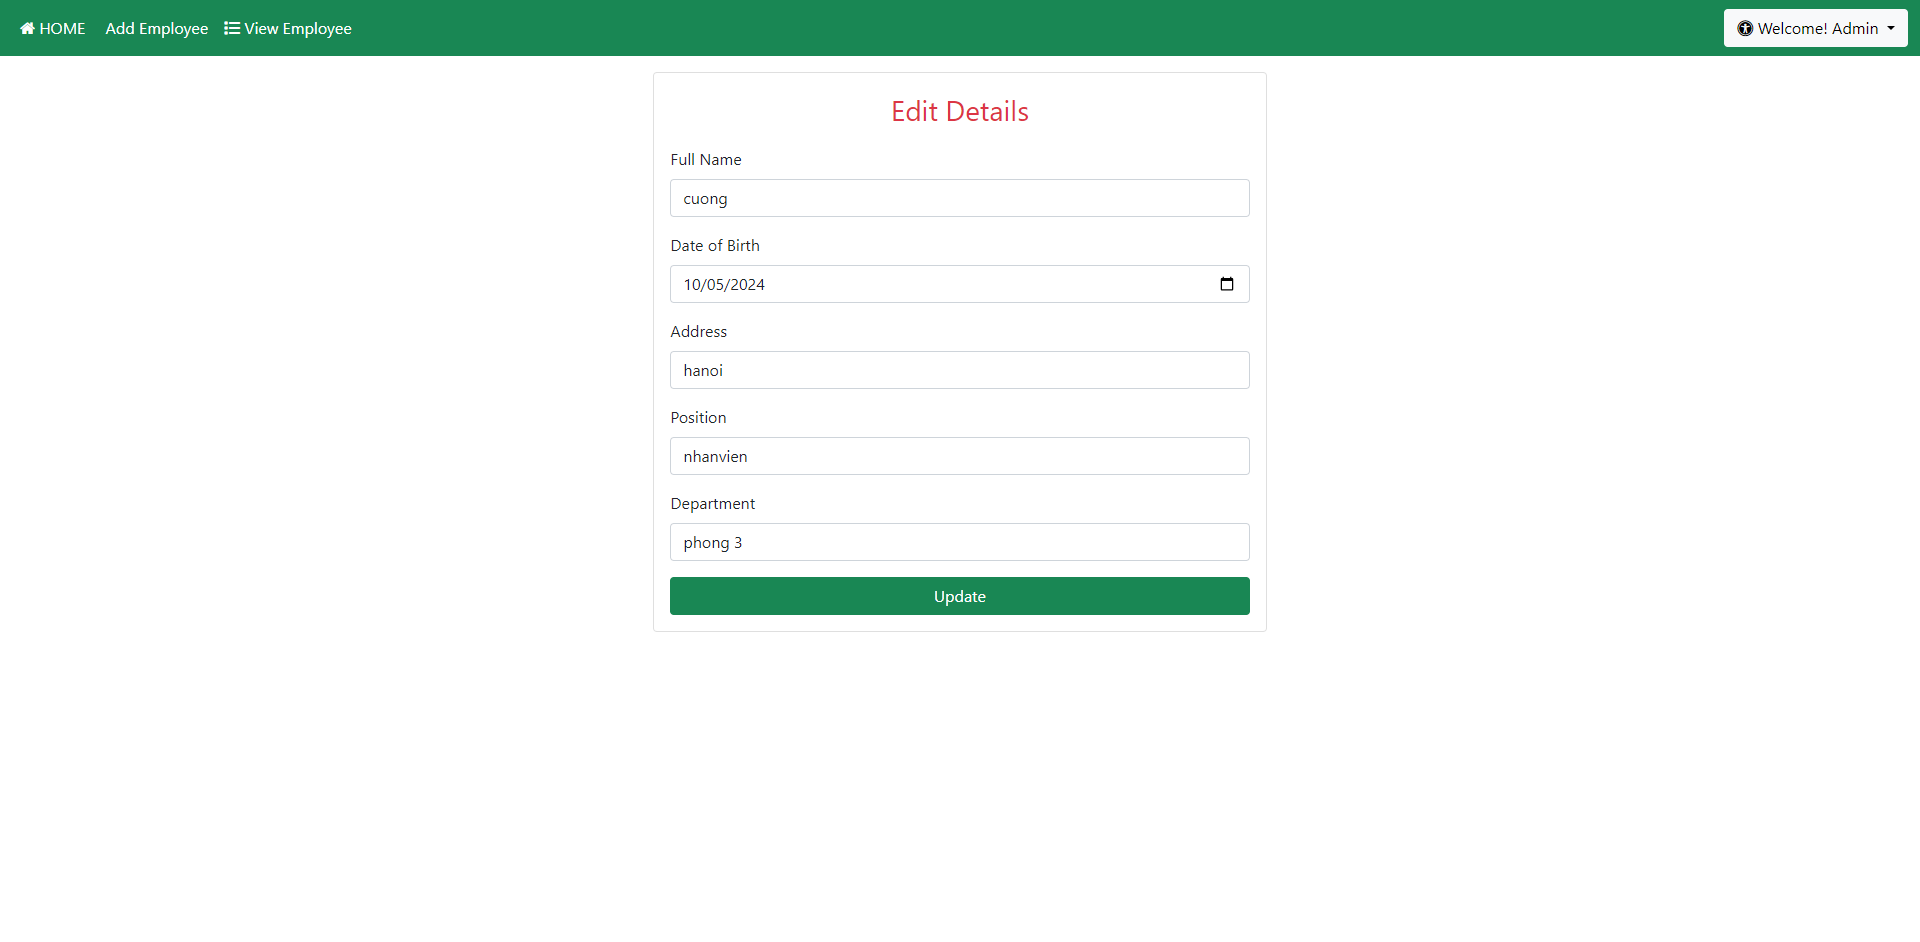 HOME Add Employee View Employee Welcome! Admin
Edit Details
Full Name
cuong
Date of Birth
10/05/2024
Address
hanoi
Position
nhanvien
Department
phong 3
Update